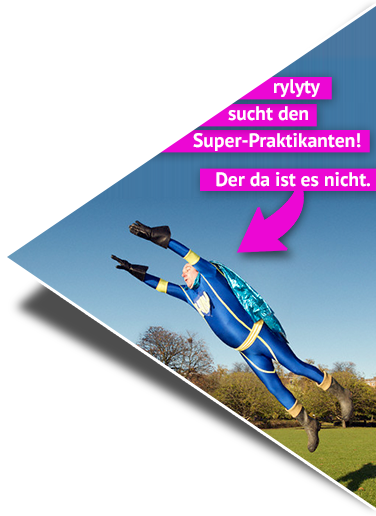 rylyty
sucht den
Super-Praktikanten!
Der da ist es nicht.